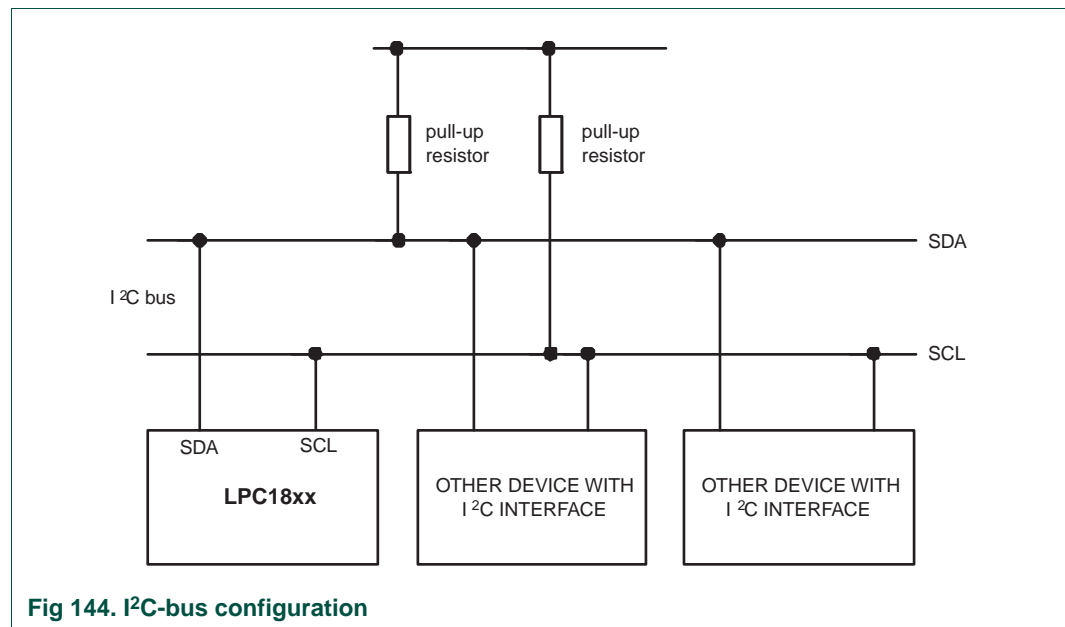 pull-up
resistor
pull-up
resistor
SDA
I ²C bus
SCL
SDA
SCL
LPC18xx
OTHER DEVICE WITH
I ²C INTERFACE
OTHER DEVICE WITH
I ²C INTERFACE
Fig 144. I²C-bus configuration